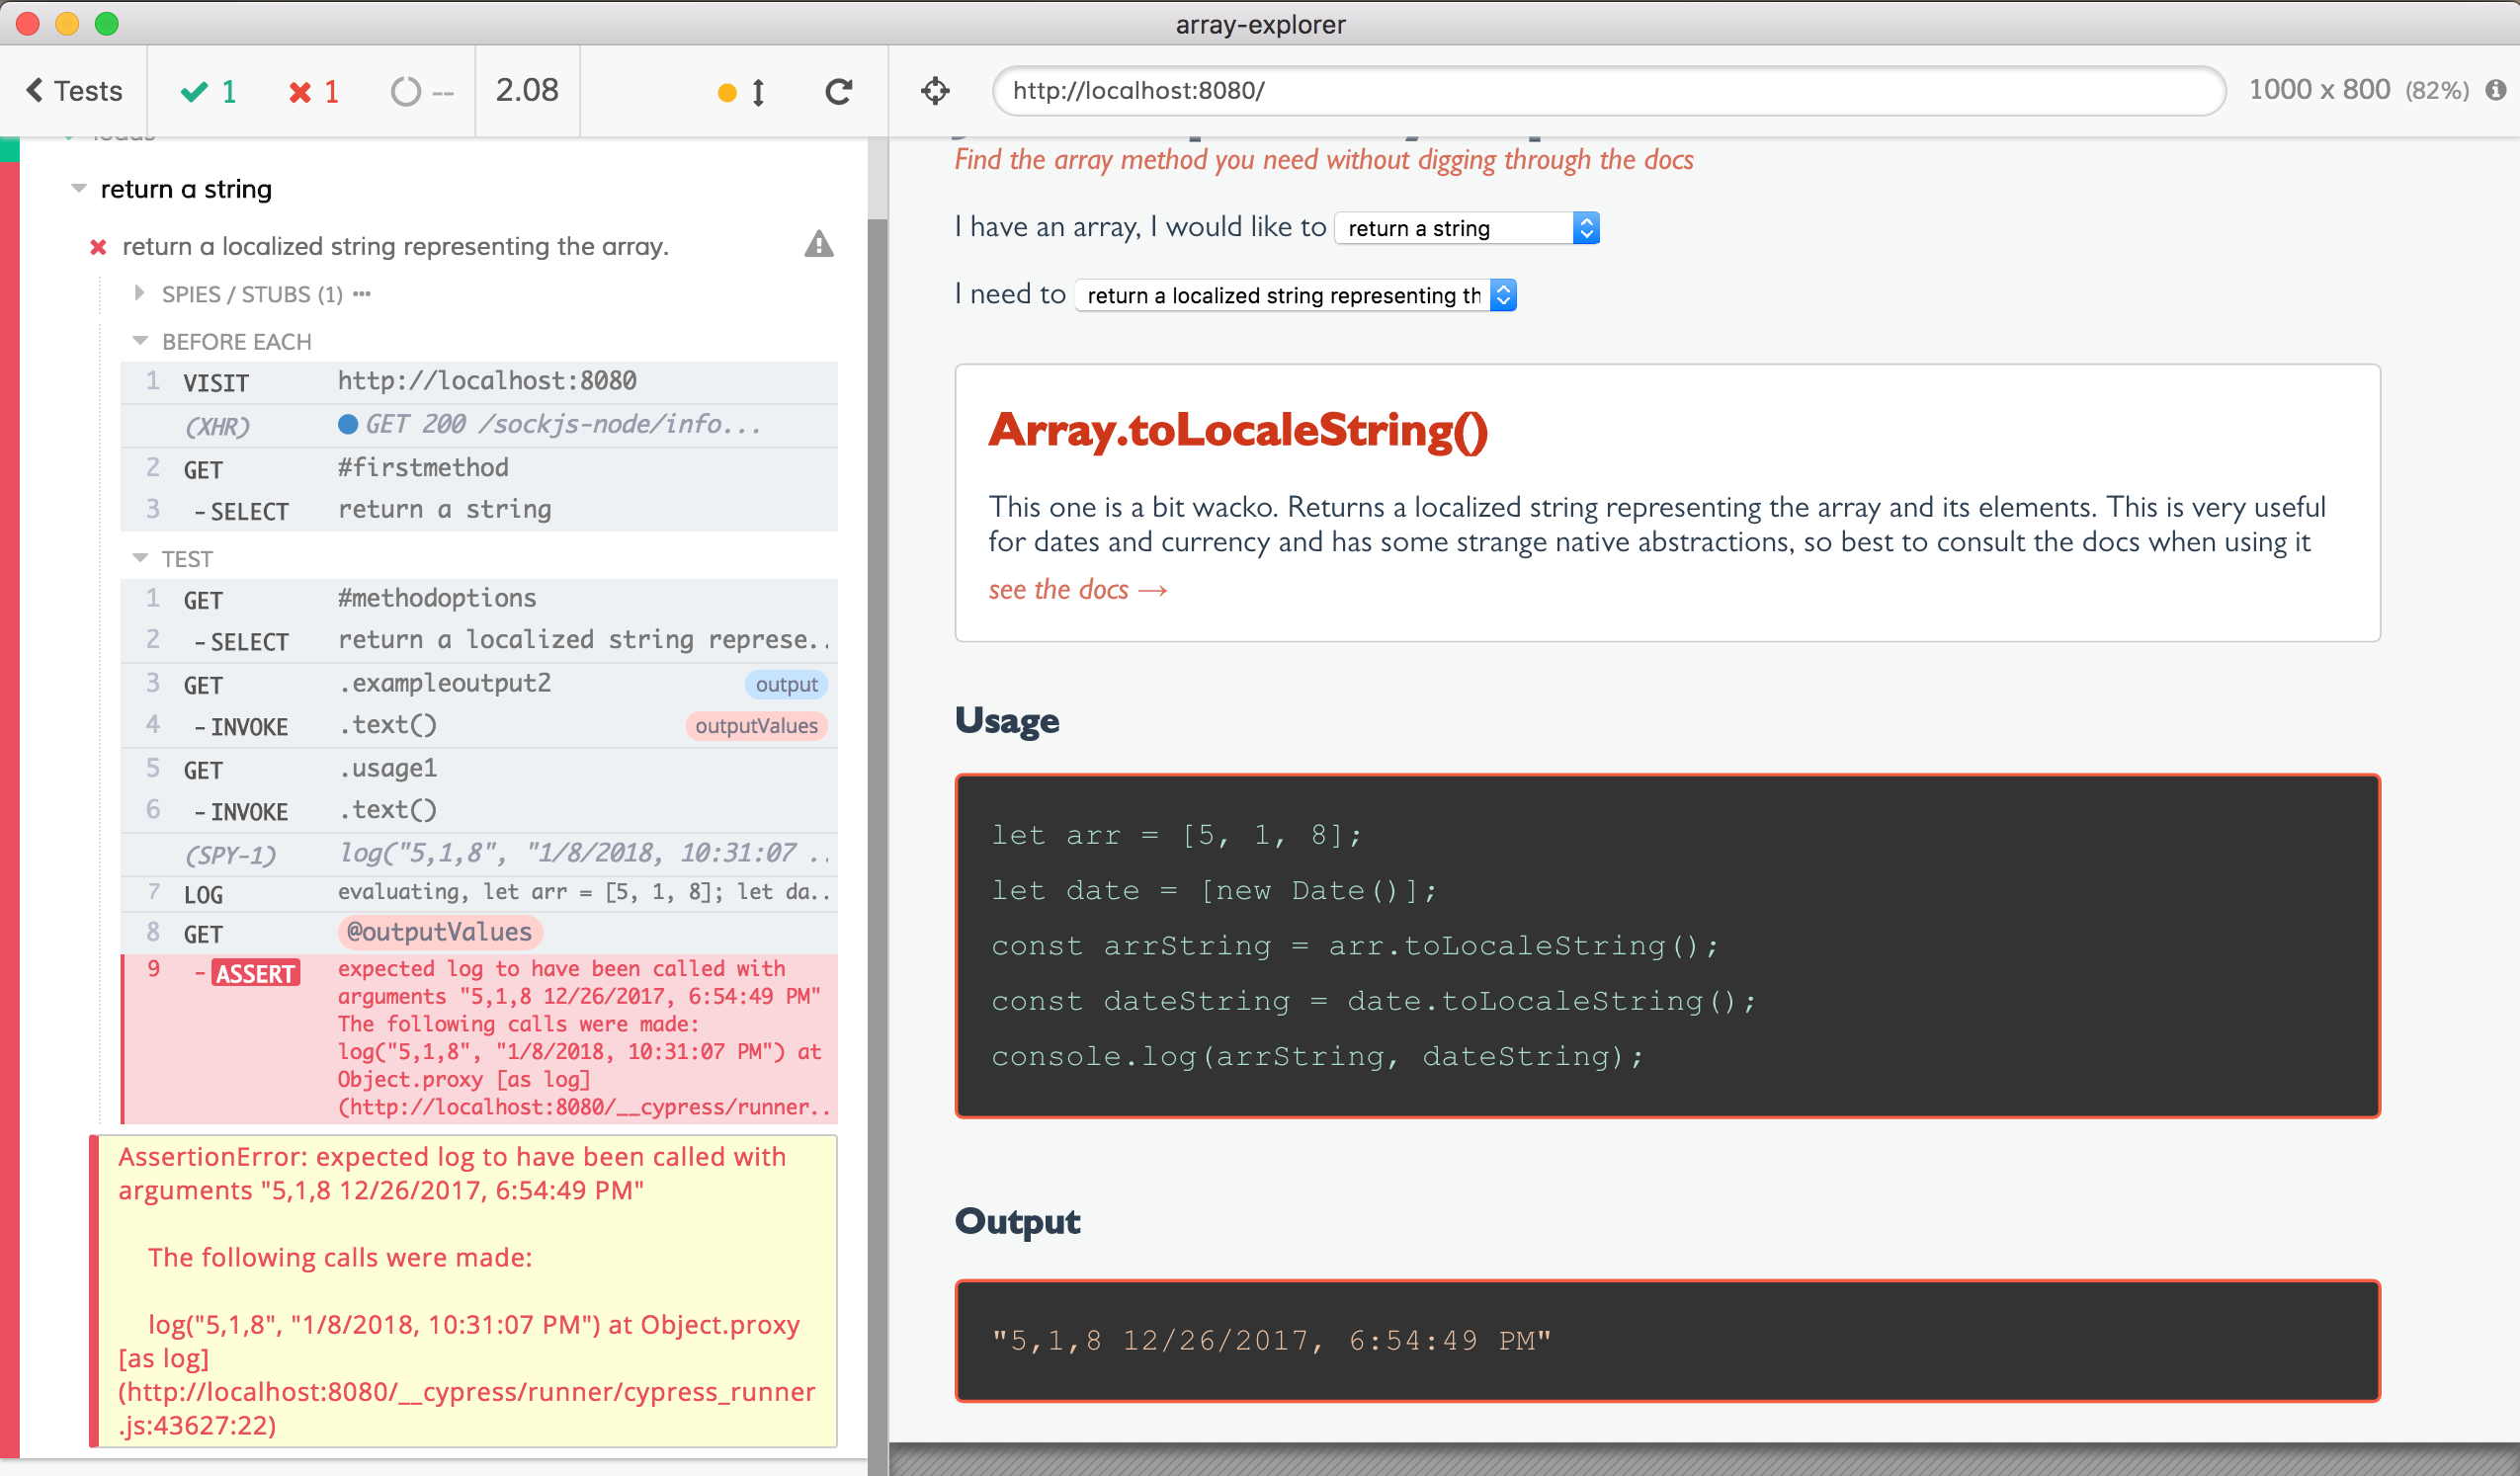 array-explorer
Tests
1
1
--
2.08
http://localhost:8080/
1000 x 800 (82%)
return a string
return a localized string representing the array.
SPIES / STUBS (1)
BEFORE EACH
1 VISIT http://localhost:8080
(XHR) GET 200 /sockjs-node/info...
2 GET #firstmethod
3 -SELECT return a string
TEST
1 GET #methodoptions
2 -SELECT return a localized string represe..
3 GET .exampleoutput2 output
4 -INVOKE .text() outputValues
5 GET .usage1
6 -INVOKE .text()
(SPY-1) log("5,1,8", "1/8/2018, 10:31:07 ..
7 LOG evaluating, let arr = [5, 1, 8]; let da..
8 GET @outputValues
9 -ASSERT expected log to have been called with
arguments "5,1,8 12/26/2017, 6:54:49 PM"
The following calls were made:
log("5,1,8", "1/8/2018, 10:31:07 PM") at
Object.proxy [as log]
(http://localhost:8080/__cypress/runner..
AssertionError: expected log to have been called with
arguments "5,1,8 12/26/2017, 6:54:49 PM"
The following calls were made:
log("5,1,8", "1/8/2018, 10:31:07 PM") at Object.proxy
[as log]
(http://localhost:8080/__cypress/runner/cypress_runner
.js:43627:22)
Find the array method you need without digging through the docs
I have an array, I would like to return a string
I need to return a localized string representing th
Array.toLocaleString()
This one is a bit wacko. Returns a localized string representing the array and its elements. This is very useful
for dates and currency and has some strange native abstractions, so best to consult the docs when using it
see the docs →
Usage
let arr = [5, 1, 8];
let date = [new Date()];
const arrString = arr.toLocaleString();
const dateString = date.toLocaleString();
console.log(arrString, dateString);
Output
"5,1,8 12/26/2017, 6:54:49 PM"